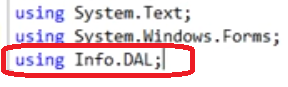 using System.Text;
using System.Windows.Forms;
using Info.DAL;